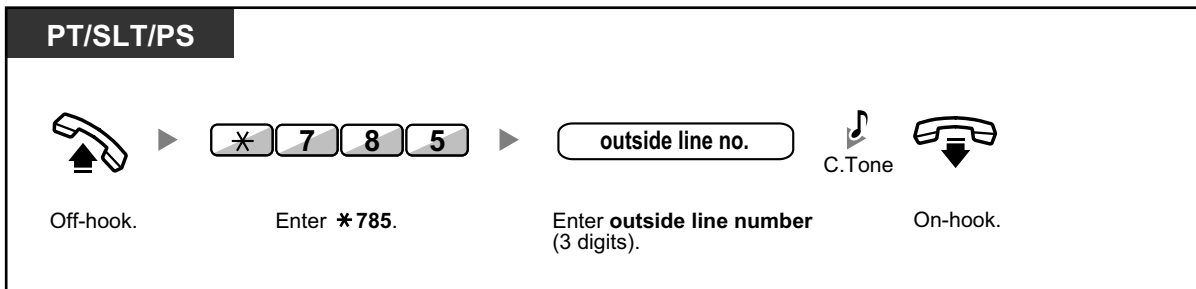 PT/SLT/PS
* 7 8 5
outside line no.
C.Tone
Off-hook.
Enter *785.
Enter outside line number
(3 digits).
On-hook.